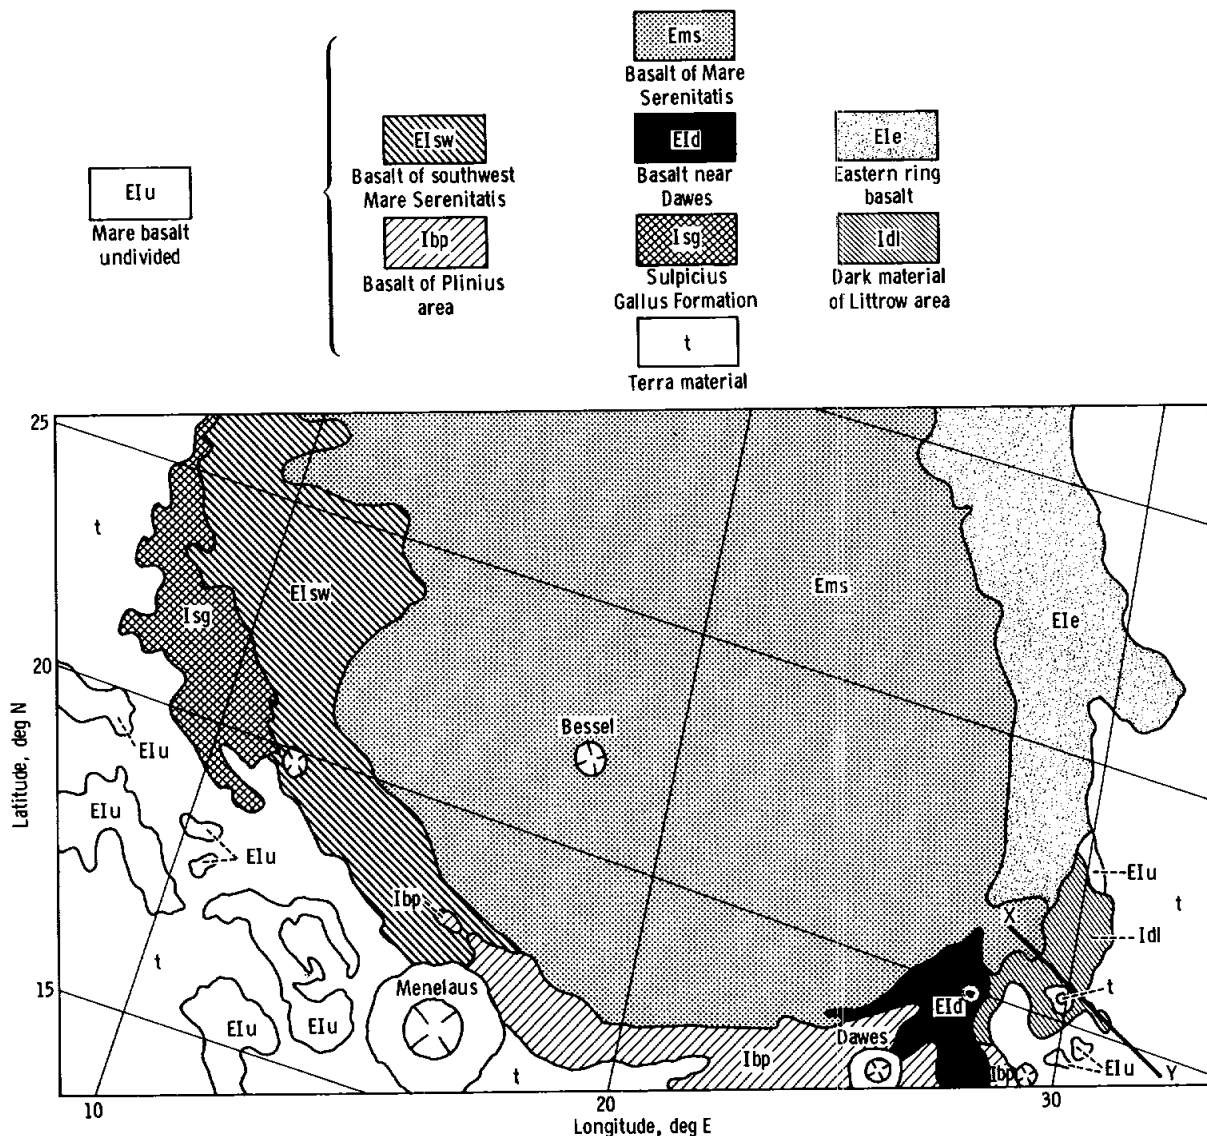 Ems
Basalt of Mare
Serenitatis
EIsw
Basalt of southwest
Mare Serenitatis
EId
Basalt near
Dawes
EIe
Eastern ring
basalt
EIu
Mare basalt
undivided
Ibp
Basalt of Plinius
area
Isg
Sulpicius
Gallus Formation
Idl
Dark material
of Littrow area
t
Terra material
25
20
15
Latitude, deg N
t
EIsw
Ems
Isg
EIe
Bessel
EIu
EIu
EIu
EIu
Ibp
X
t
Idl
t
t
Menelaus
EIu
EIu
EId
Dawes
Ibp
t
Ibp
EIu
Y
10
20
30
Longitude, deg E